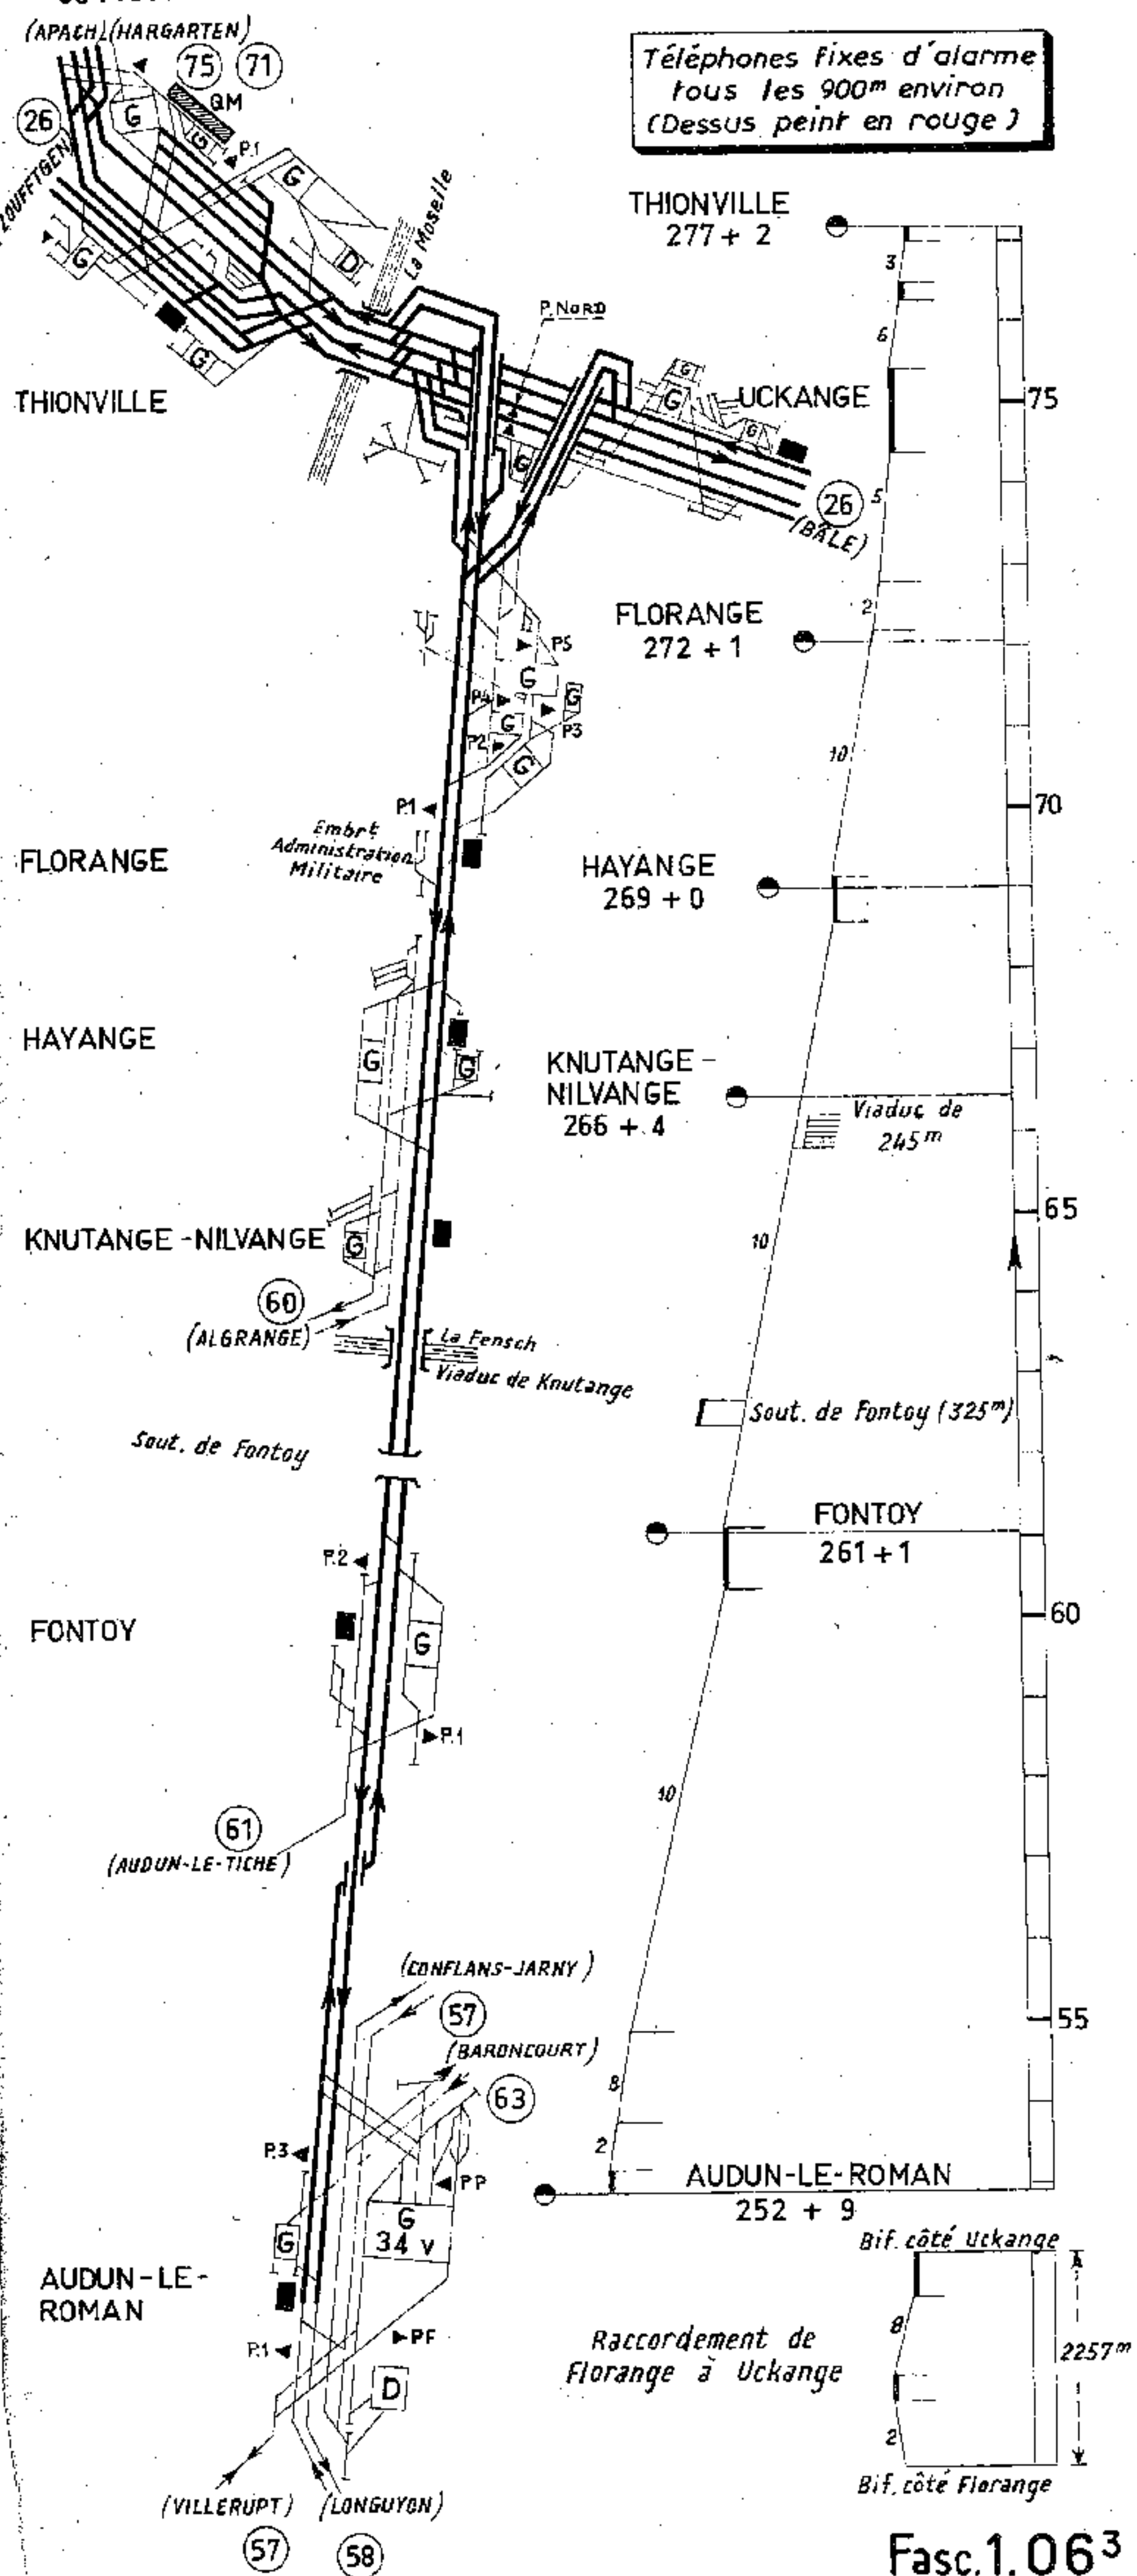 (APACH) (HARGARTEN)
75
71
26
QM
G
G
P.1
G
ZOUFFTGEN)
G
D
La Moselle
G
THIONVILLE
P. NORD
G
G
G
G
UCKANGE
26
(BÂLE)
Téléphones fixes d'alarme
tous les 900m environ
(Dessus peint en rouge)
THIONVILLE
277 + 2
3
6
75
5
2
FLORANGE
272 + 1
10
70
P5
G
P4
G
G
P3
P2
G
P.1
Embrt
Administration
Militaire
FLORANGE
HAYANGE
269 + 0
HAYANGE
G
G
KNUTANGE-
NILVANGE
266 + 4
Viaduc de
245m
65
10
KNUTANGE-NILVANGE
G
60
(ALGRANGE)
La Fensch
Viaduc de Knutange
Sout. de Fontoy
Sout. de Fontoy (325m)
FONTOY
261 + 1
60
P.2
FONTOY
G
P.1
10
61
(AUDUN-LE-TICHE)
(CONFLANS-JARNY)
57
(BARONCOURT)
63
55
8
2
P.3
PP
G
34 v
G
AUDUN-LE-ROMAN
252 + 9
AUDUN-LE-
ROMAN
P.1
PF
D
(VILLERUPT)
(LONGUYON)
57
58
Bif. côté Uckange
Raccordement de
Florange à Uckange
8
2257m
2
Bif. côté Florange
Fasc. 1.06³